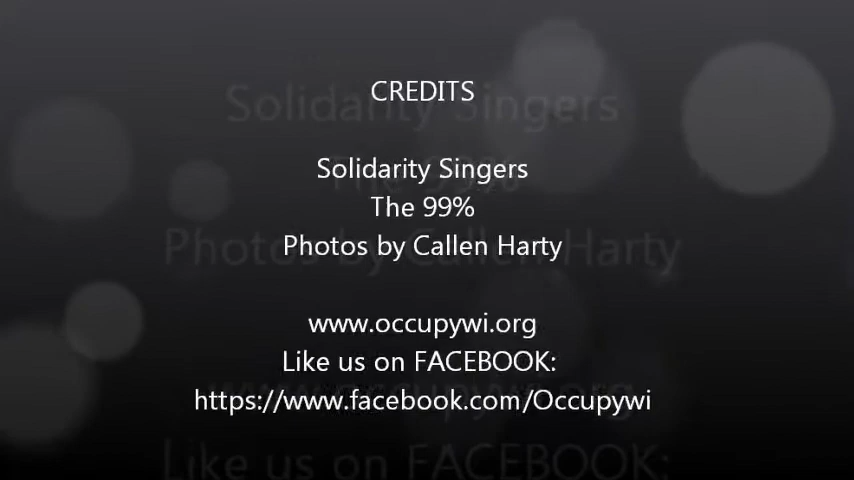 CREDITS
Solidarity Singers
The 99%
Photos by Callen Harty
www.occupywi.org
Like us on FACEBOOK:
https://www.facebook.com/Occupywi